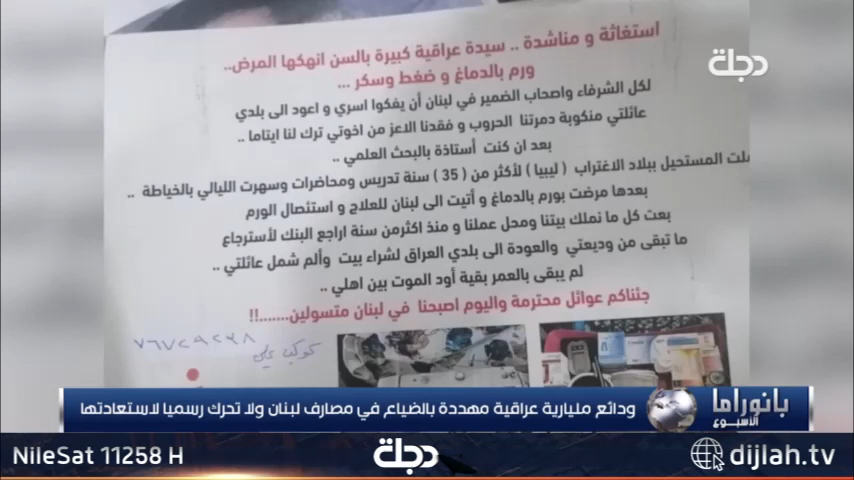 استغاثة و مناشدة .. سيدة عراقية كبيرة بالسن انهكها المرض..
ورم بالدماغ و ضغط وسكر ...
لكل الشرفاء واصحاب الضمير في لبنان أن يفكوا اسري و اعود الى بلدي
عائلتي منكوبة دمرتنا الحروب و فقدنا الاعز من اخوتي ترك لنا ايتاما ..
بعد ان كنت أستاذة بالبحث العلمي ..
المستحيل ببلاد الاغتراب ( ليبيا ) لأكثر من ( 35 ) سنة تدريس ومحاضرات وسهرت الليالي بالخياطة ..
بعدها مرضت بورم بالدماغ و أتيت الى لبنان للعلاج و استئصال الورم
بعت كل ما نملك بيتنا ومحل عملنا و منذ اكثرمن سنة اراجع البنك لأسترجاع
ما تبقى من وديعتي والعودة الى بلدي العراق لشراء بيت وألم شمل عائلتي ..
لم يبقى بالعمر بقية أود الموت بين اهلي ..
جئناكم عوائل محترمة واليوم اصبحنا في لبنان متسولين.......!!
كوكب علي
دجلة
بانوراما
الأسبوع
ودائع مليارية عراقية مهددة بالضياع في مصارف لبنان ولا تحرك رسميا لاستعادتها
NileSat 11258 H
دجلة
dijlah.tv